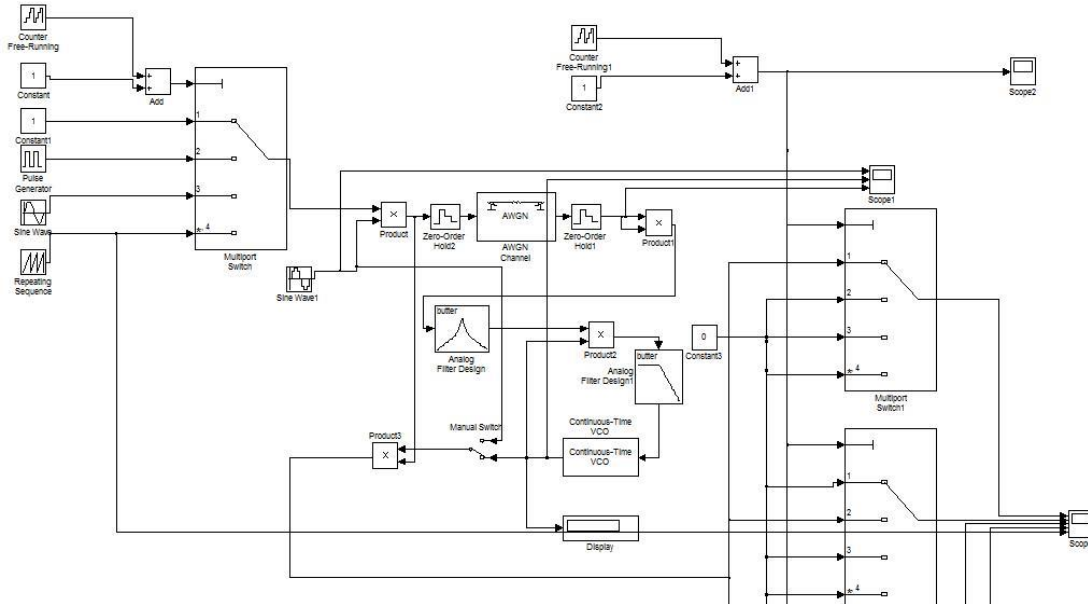 Counter
Free-Running
1
Constant
+
+
Add
1
Constant1
Pulse
Generator
Sine Wave
Repeating
Sequence
1
2
3
* 4
Multiport
Switch
Sine Wave1
X
Product
Zero-Order
Hold2
AWGN
AWGN
Channel
Zero-Order
Hold1
X
Product1
Counter
Free-Running1
1
Constant2
+
+
Add1
Scope2
Scope1
butter
Analog
Filter Design
X
Product2
butter
Analog
Filter Design1
0
Constant3
1
2
3
* 4
Multiport
Switch1
Product3
X
Manual Switch
Continuous-Time
VCO
Continuous-Time
VCO
Display
1
2
3
* 4
Scope